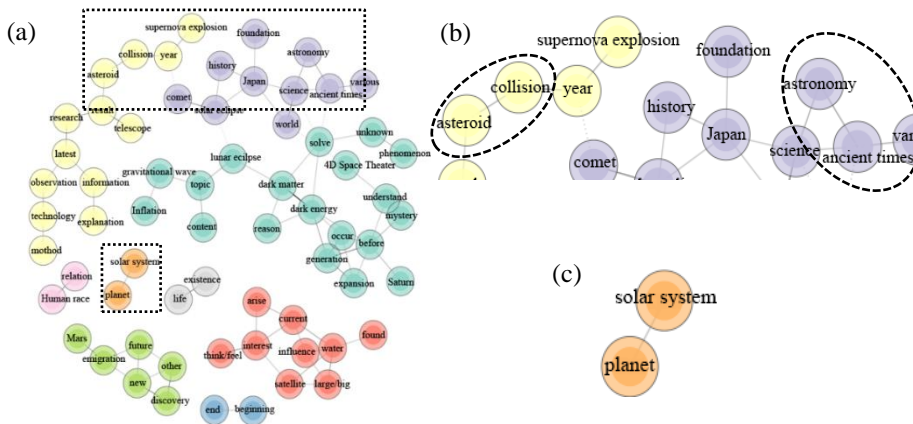 (a)
supernova explosion
foundation
collision
year
astronomy
history
asteroid
Japan
various
comet
science
ancient times
result
solar eclipse
research
telescope
world
unknown
latest
lunar ecilpse
solve
phenomenon
gravitational wave
4D Space Theater
observation
information
topic
dark matter
understand
Inflation
dark energy
mystery
technology
explanation
content
reason
occur
before
mothod
generation
solar system
expansion
Saturn
relation
existence
Human race
planet
life
arise
current
Mars
future
found
emigration
other
think/feel
interest
influence
water
new
satellite
large/big
discovery
end
beginning
(b)
supernova explosion
foundation
collision
astronomy
year
asteroid
history
Japan
science
comet
ancient times
(c)
solar system
planet